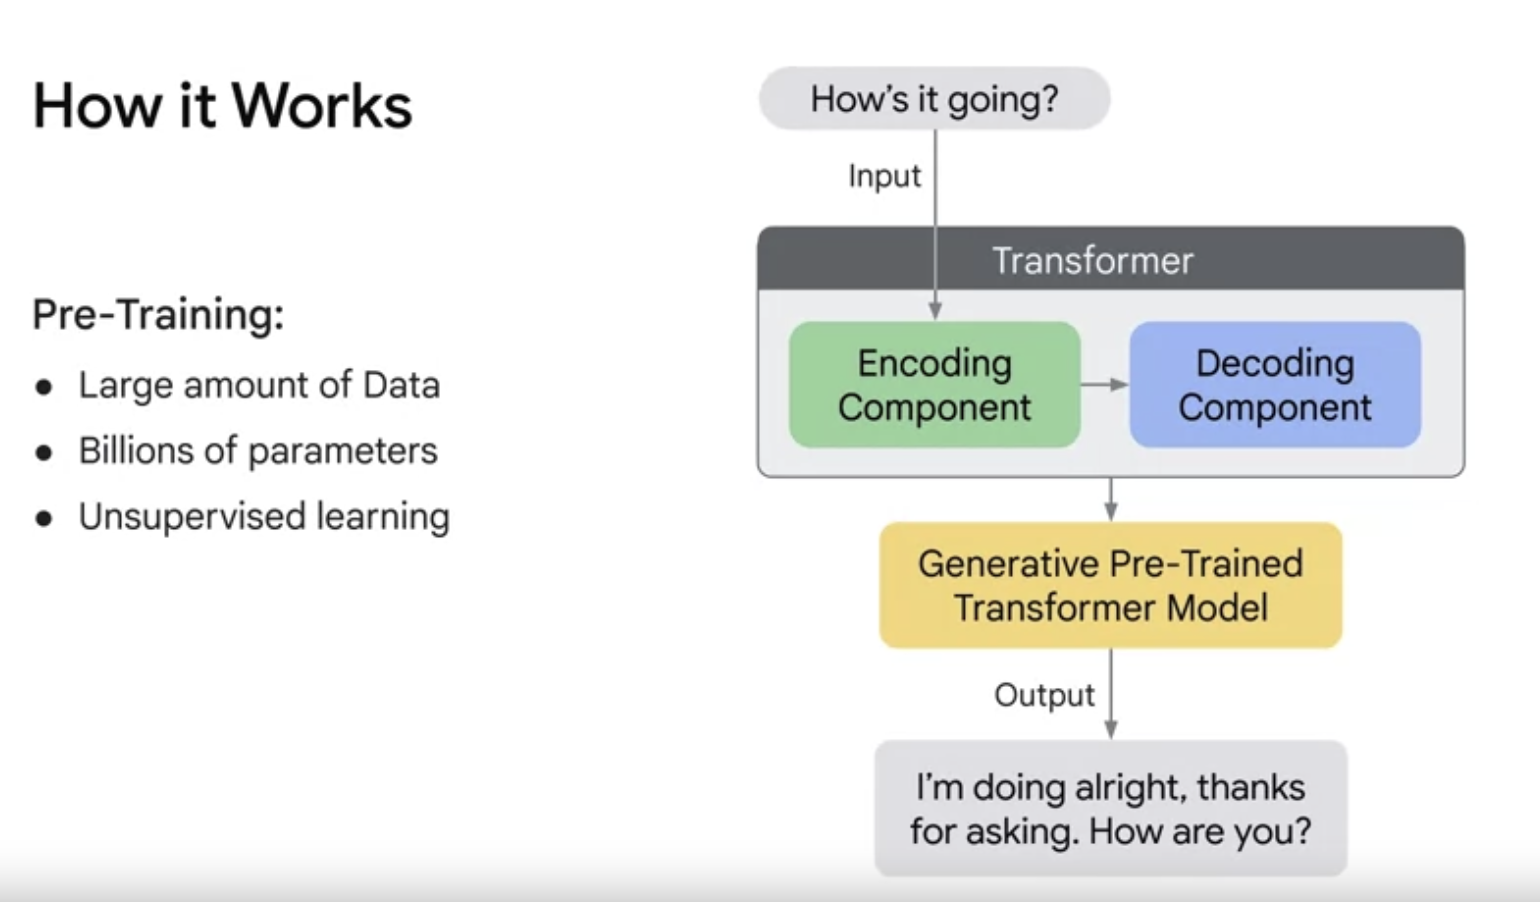 How it Works
Pre-Training:
● Large amount of Data
● Billions of parameters
● Unsupervised learning
How's it going?
Input
Transformer
Encoding
Component
Decoding
Component
Generative Pre-Trained
Transformer Model
Output
I'm doing alright, thanks
for asking. How are you?